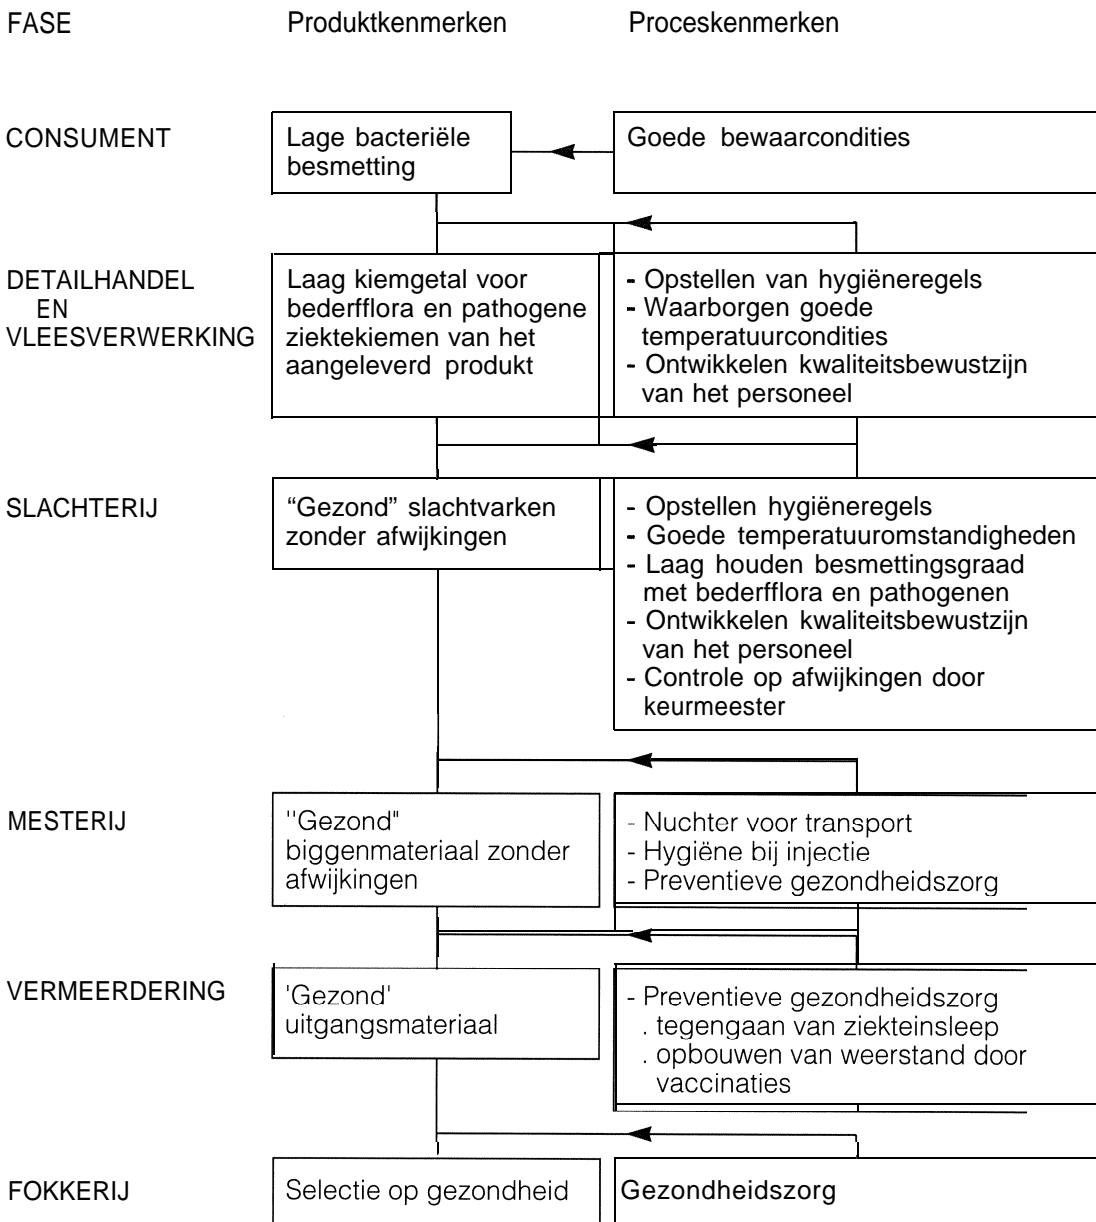 FASE Produktkenmerken Proceskenmerken
CONSUMENT
Lage bacteriële
besmetting
Goede bewaarcondities
DETAILHANDEL
EN
VLEESVERWERKING
Laag kiemgetal voor
bederfflora en pathogene
ziektekiemen van het
aangeleverd produkt
- Opstellen van hygiëneregels
- Waarborgen goede
temperatuurcondities
- Ontwikkelen kwaliteitsbewustzijn
van het personeel
SLACHTERIJ
“Gezond” slachtvarken
zonder afwijkingen
- Opstellen hygiëneregels
- Goede temperatuuromstandigheden
- Laag houden besmettingsgraad
met bederfflora en pathogenen
- Ontwikkelen kwaliteitsbewustzijn
van het personeel
- Controle op afwijkingen door
keurmeester
MESTERIJ
"Gezond"
biggenmateriaal zonder
afwijkingen
- Nuchter voor transport
- Hygiëne bij injectie
- Preventieve gezondheidszorg
VERMEERDERING
'Gezond'
uitgangsmateriaal
- Preventieve gezondheidszorg
. tegengaan van ziekteinsleep
. opbouwen van weerstand door
vaccinaties
FOKKERIJ
Selectie op gezondheid
Gezondheidszorg